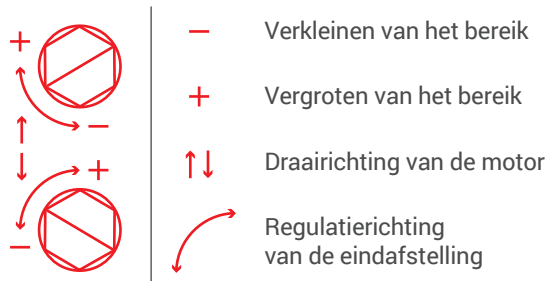 +
−
↑
↓
+
−
− Verkleinen van het bereik
+ Vergroten van het bereik
↑↓ Draairichting van de motor
Regulatierichting
van de eindafstelling